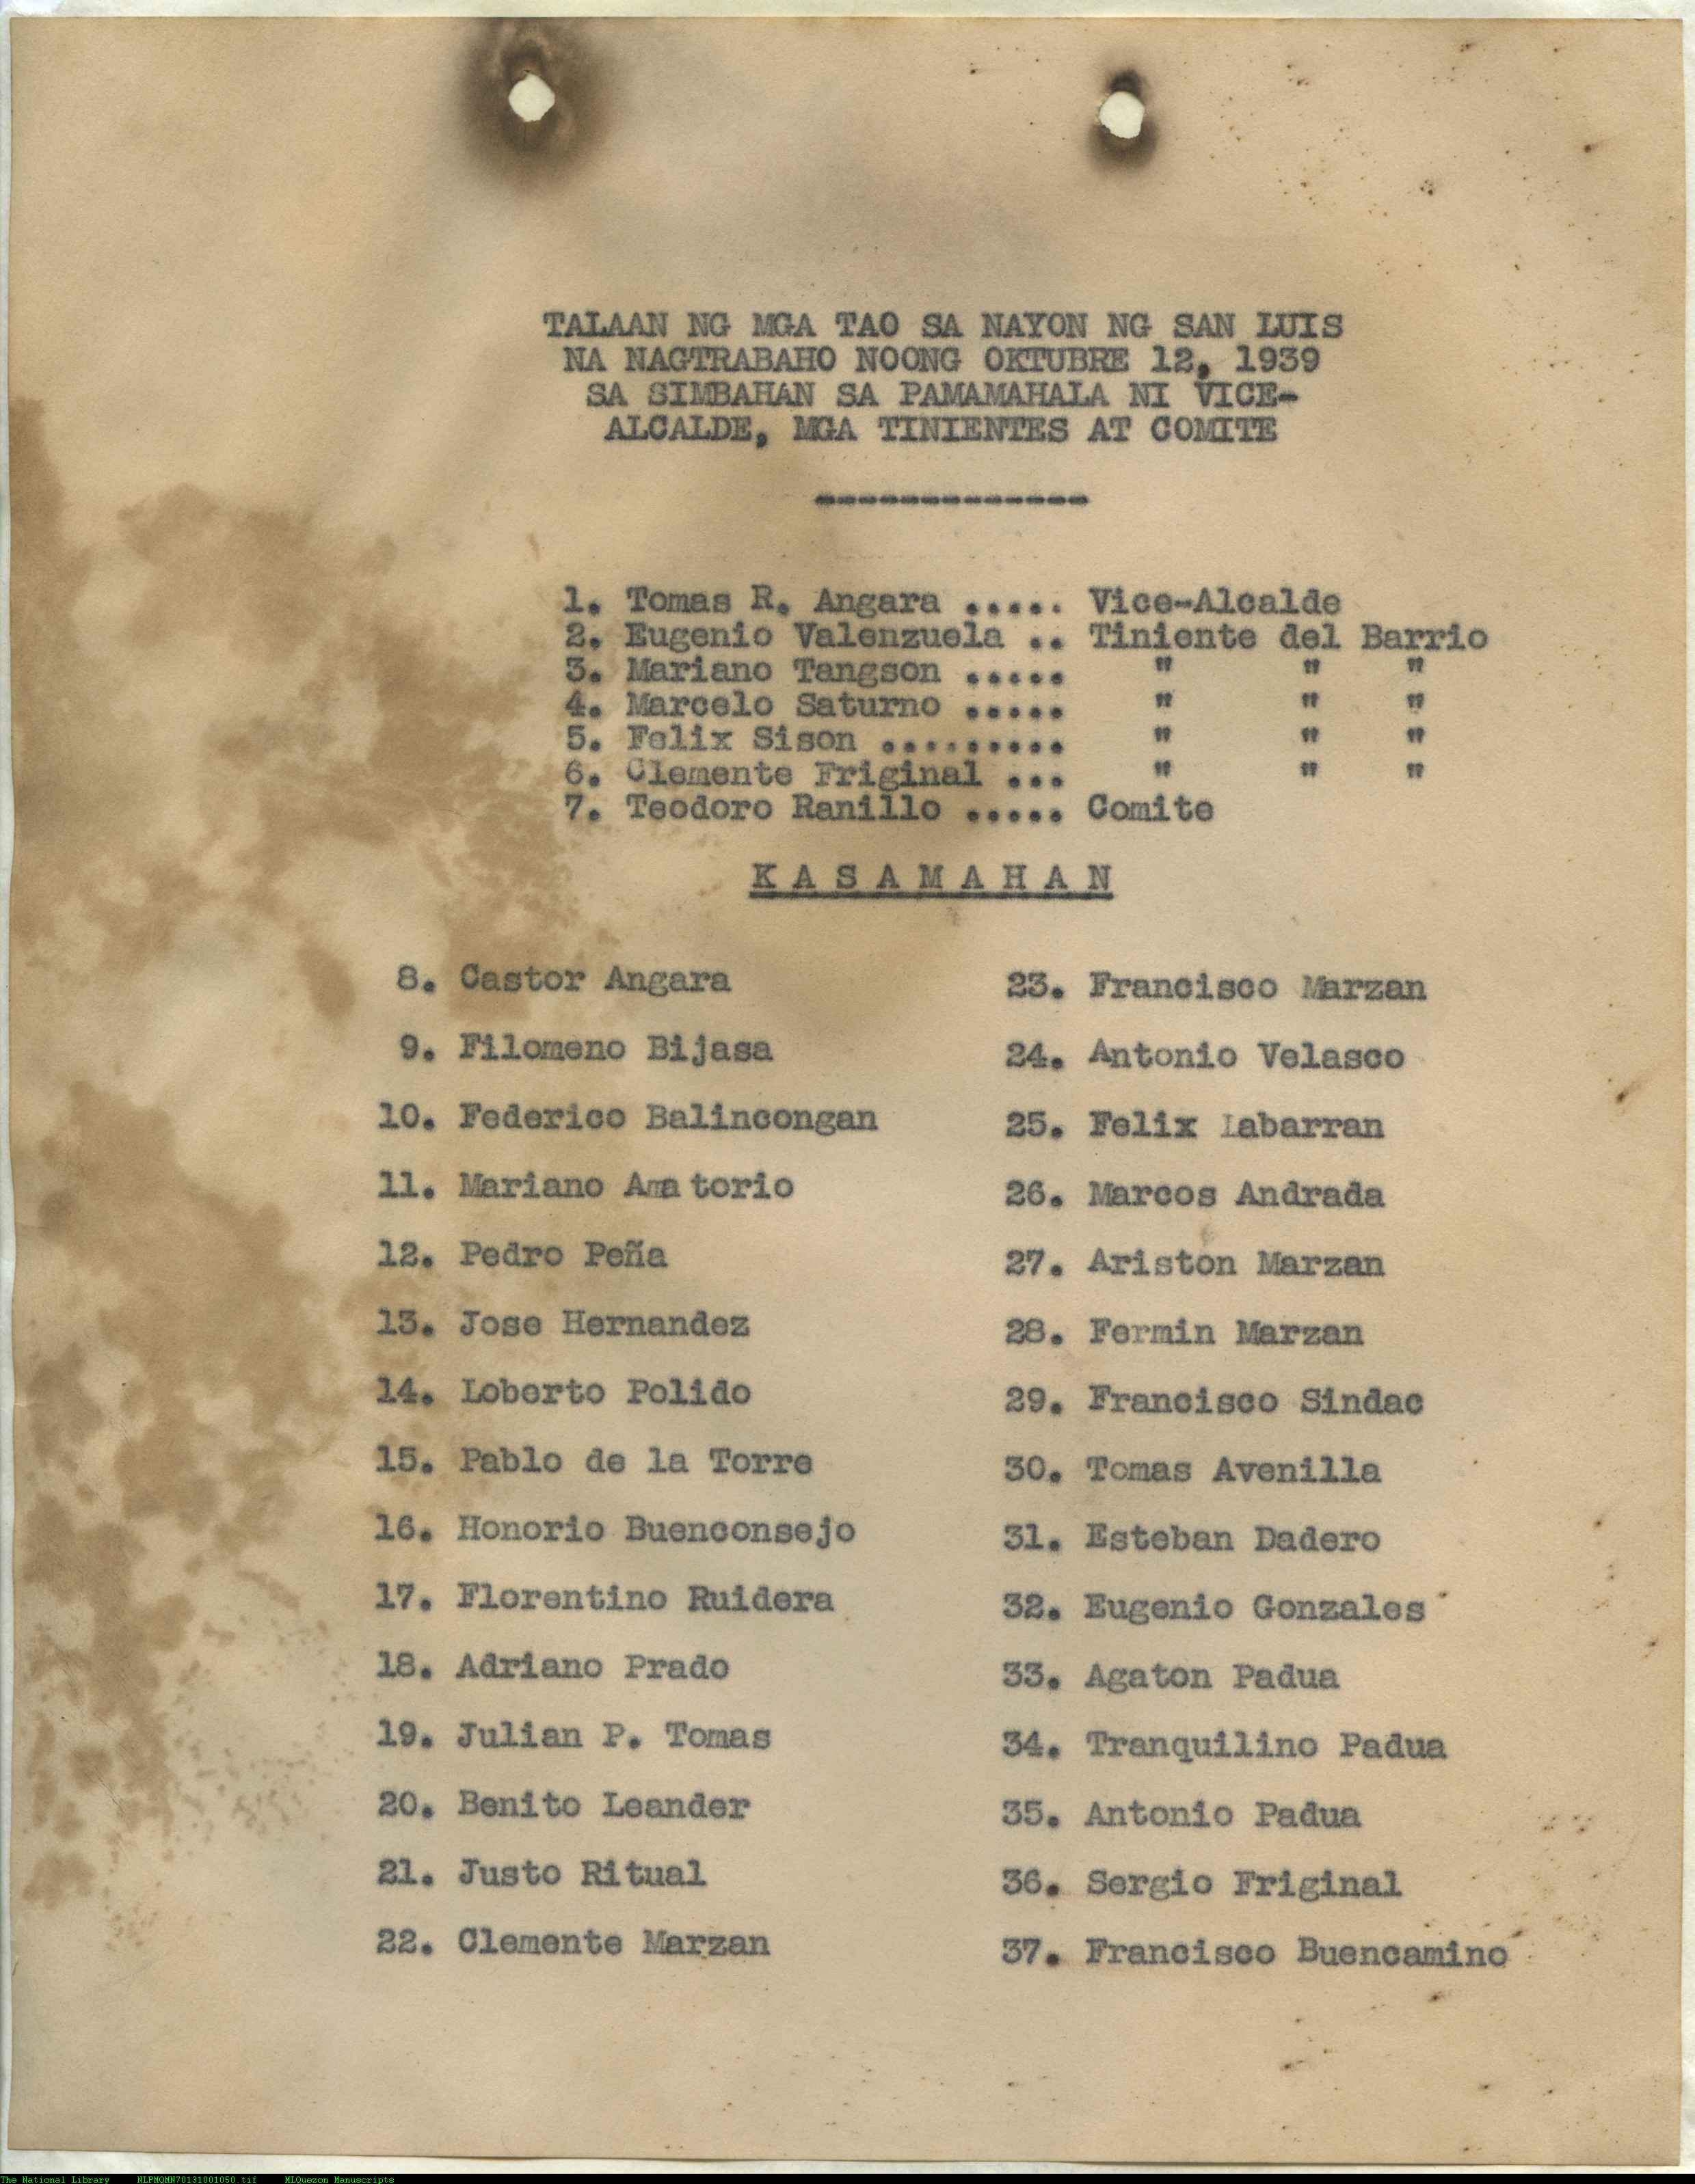 TALAAN NG MGA TAO SA NAYON NG SAN LUIS
NA NAGTRABAHO NOONG OKTUBRE 12, 1939
SA SIMBAHAN SA PAMAMAHALA NI VICE-
ALCALDE, MGA TINIENTES AT COMITE
-------------
1. Tomas R. Angara ..... Vice-Alcalde
2. Eugenio Valenzuela .. Tiniente del Barrio
3. Mariano Tangson ..... " " "
4. Marcelo Saturno ..... " " "
5. Felix Sison ......... " " "
6. Clemente Friginal ... " " "
7. Teodoro Ranillo ..... Comite
K A S A M A H A N
8. Castor Angara
9. Filomeno Bijasa
10. Federico Balincongan
11. Mariano Amatorio
12. Pedro Peña
13. Jose Hernandez
14. Loberto Polido
15. Pablo de la Torre
16. Honorio Buenconsejo
17. Florentino Ruidera
18. Adriano Prado
19. Julian P. Tomas
20. Benito Leander
21. Justo Ritual
22. Clemente Marzan
23. Francisco Marzan
24. Antonio Velasco
25. Felix Labarran
26. Marcos Andrada
27. Ariston Marzan
28. Fermin Marzan
29. Francisco Sindac
30. Tomas Avenilla
31. Esteban Dadero
32. Eugenio Gonzales
33. Agaton Padua
34. Tranquilino Padua
35. Antonio Padua
36. Sergio Friginal
37. Francisco Buencamino
The National Library NLPMQMN70131001050.tif MLQuezon Manuscripts